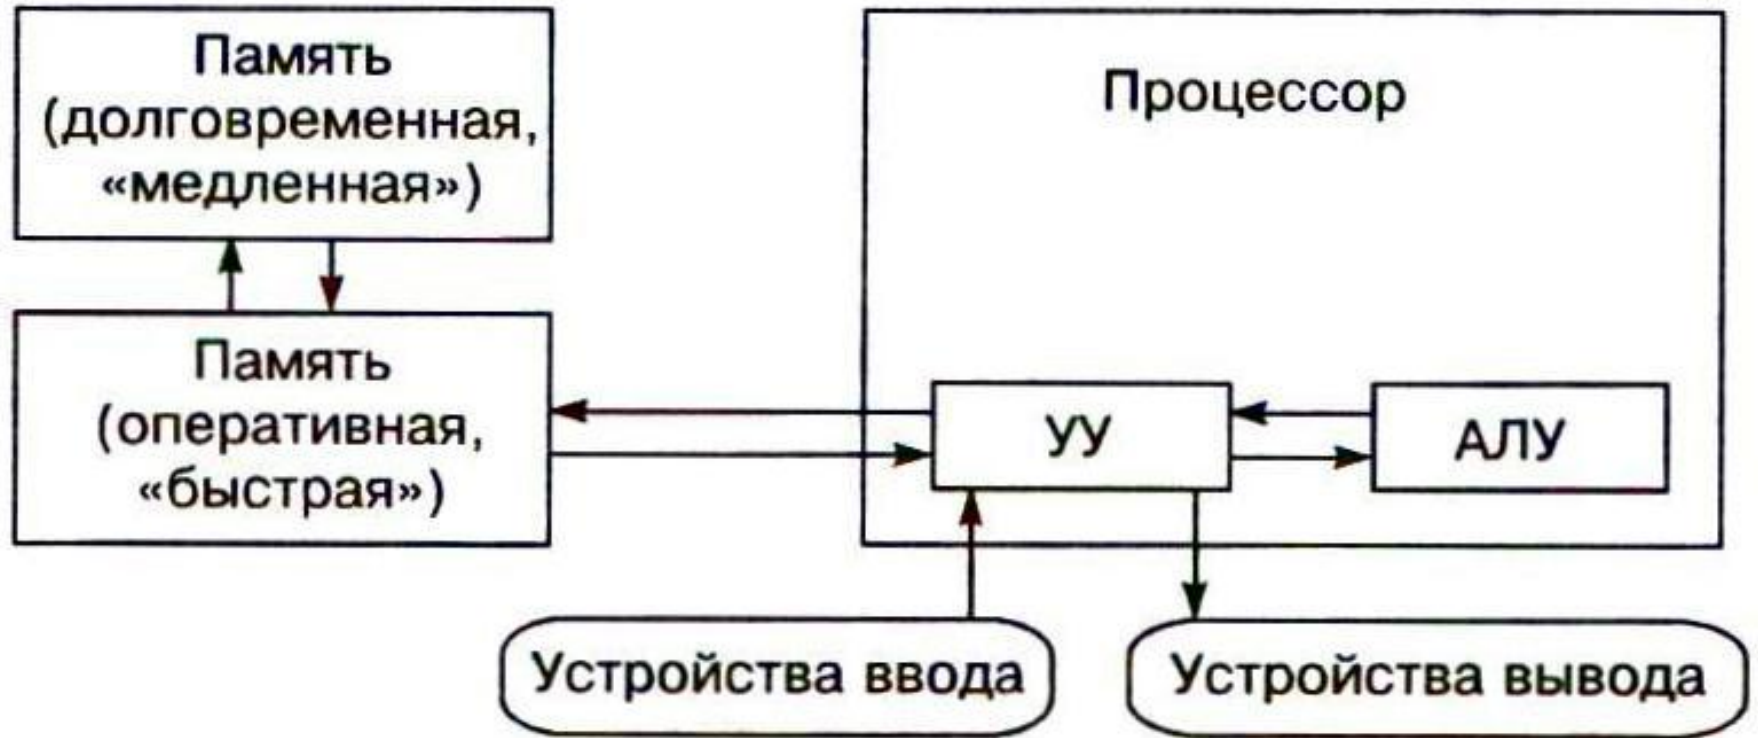 Память
(долговременная,
«медленная»)
Процессор
Память
(оперативная,
«быстрая»)
УУ
АЛУ
Устройства ввода
Устройства вывода